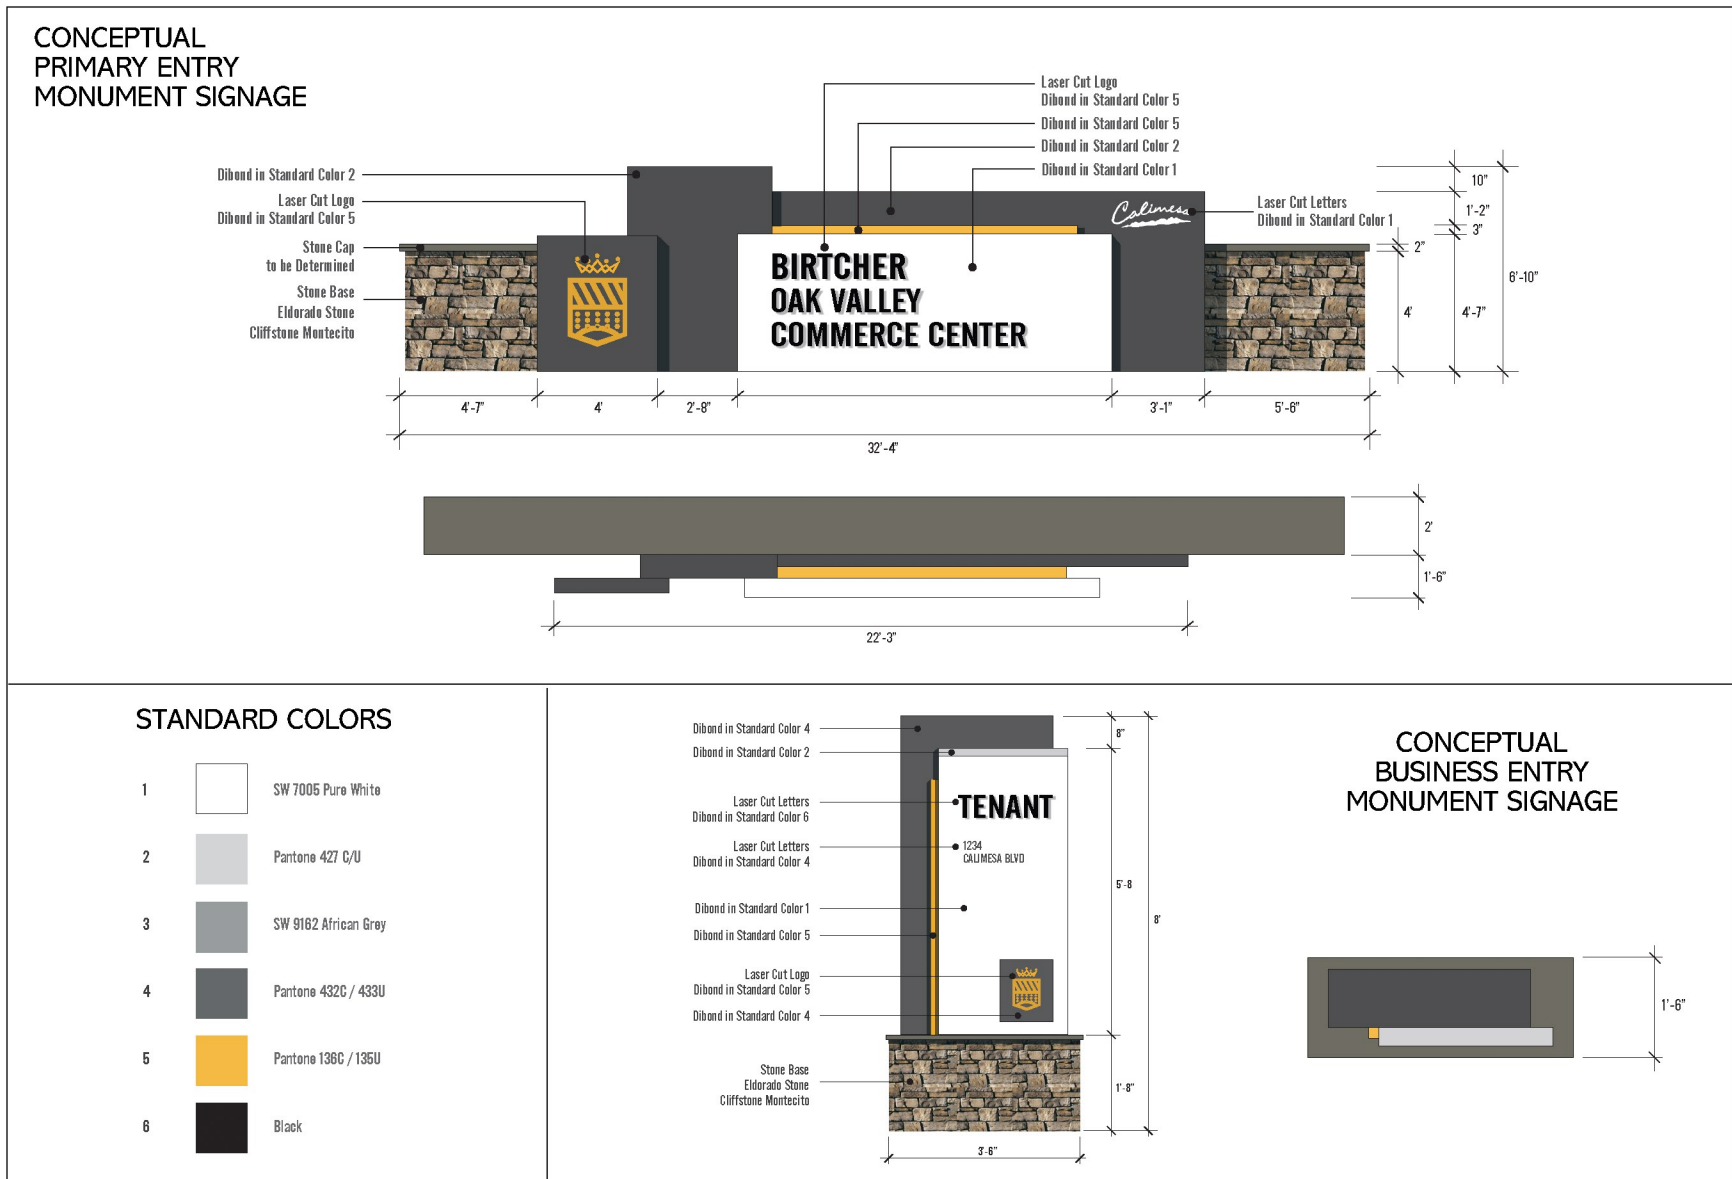 CONCEPTUAL
PRIMARY ENTRY
MONUMENT SIGNAGE
Laser Cut Logo
Dibond in Standard Color 5
Dibond in Standard Color 5
Dibond in Standard Color 2
Dibond in Standard Color 1
Dibond in Standard Color 2
Laser Cut Logo
Dibond in Standard Color 5
Stone Cap
to be Determined
Stone Base
Eldorado Stone
Cliffstone Montecito
Calimesa
Laser Cut Letters
Dibond in Standard Color 1
BIRTCHER
OAK VALLEY
COMMERCE CENTER
10"
1'-2"
3"
2"
6'-10"
4'
4'-7"
4'-7"
4'
2'-8"
3'-1"
5'-6"
32'-4"
2'
1'-6"
22'-3"
STANDARD COLORS
1 SW 7005 Pure White
2 Pantone 427 C/U
3 SW 9162 African Grey
4 Pantone 432C / 433U
5 Pantone 136C / 135U
6 Black
Dibond in Standard Color 4
Dibond in Standard Color 2
Laser Cut Letters
Dibond in Standard Color 6
Laser Cut Letters
Dibond in Standard Color 4
Dibond in Standard Color 1
Dibond in Standard Color 5
Laser Cut Logo
Dibond in Standard Color 5
Dibond in Standard Color 4
Stone Base
Eldorado Stone
Cliffstone Montecito
TENANT
1234
CALIMESA BLVD
8"
5'-8
8'
1'-8"
3'-6"
CONCEPTUAL
BUSINESS ENTRY
MONUMENT SIGNAGE
1'-6"